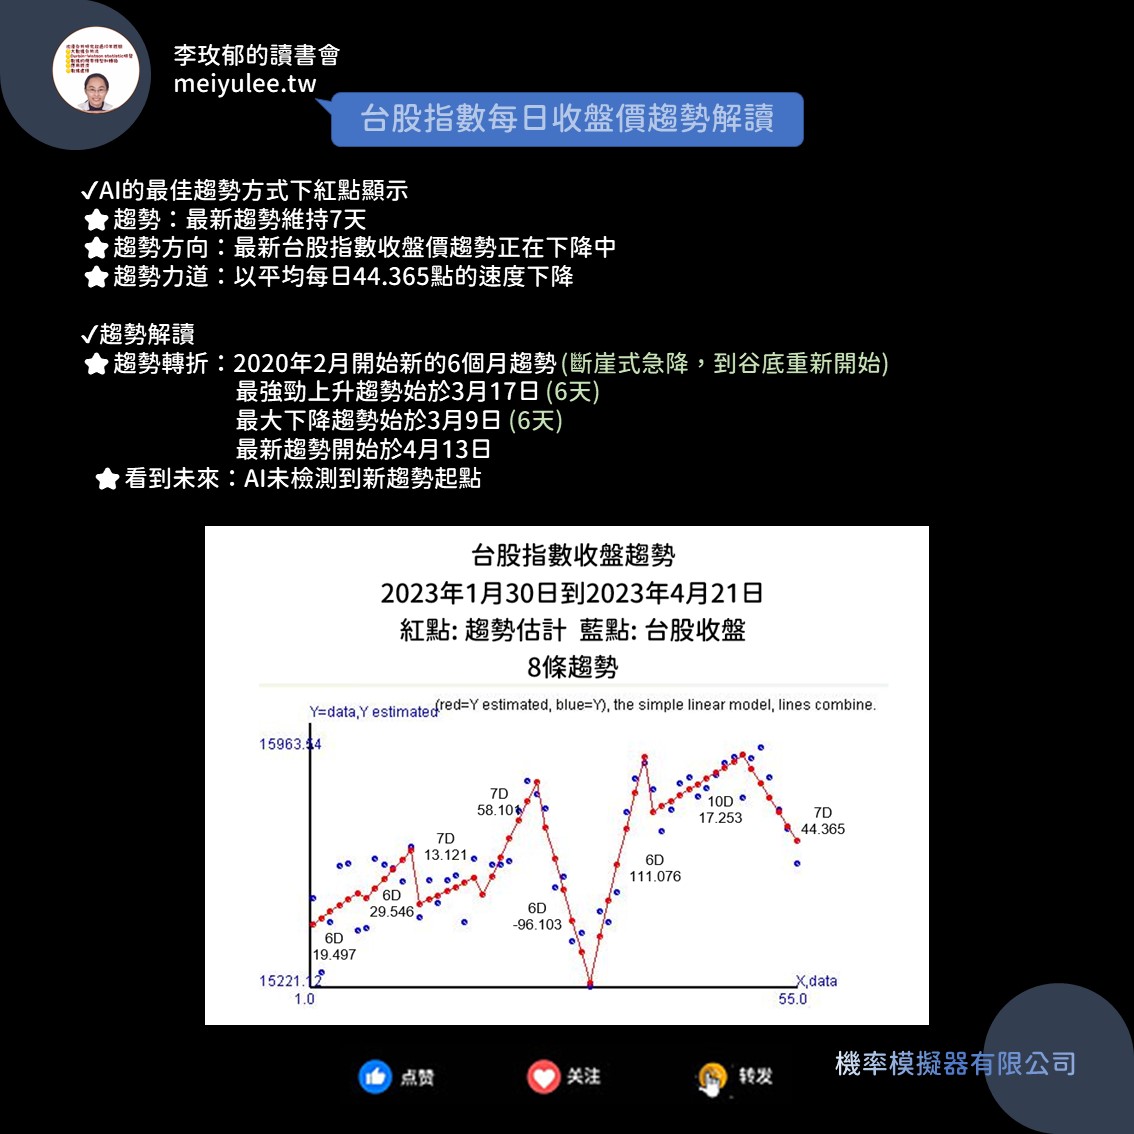 李玫郁的讀書會
meiyulee.tw
台股指數每日收盤價趨勢解讀
✓AI的最佳趨勢方式下紅點顯示
★趨勢：最新趨勢維持7天
★趨勢方向：最新台股指數收盤價趨勢正在下降中
★趨勢力道：以平均每日44.365點的速度下降
✓趨勢解讀
★趨勢轉折：2020年2月開始新的6個月趨勢(斷崖式急降，到谷底重新開始)
最強勁上升趨勢始於3月17日(6天)
最大下降趨勢始於3月9日(6天)
最新趨勢開始於4月13日
★看到未來：AI未檢測到新趨勢起點
台股指數收盤趨勢
2023年1月30日到2023年4月21日
紅點: 趨勢估計 藍點: 台股收盤
8條趨勢
Y=data,Y estimated
(red=Y estimated, blue=Y), the simple linear model, lines combine.
15963.54
7D
58.101
10D
17.253
7D
44.365
7D
13.121
6D
111.076
6D
29.546
6D
-96.103
6D
19.497
15221.12
X,data
1.0
55.0
点赞
关注
转发
機率模擬器有限公司